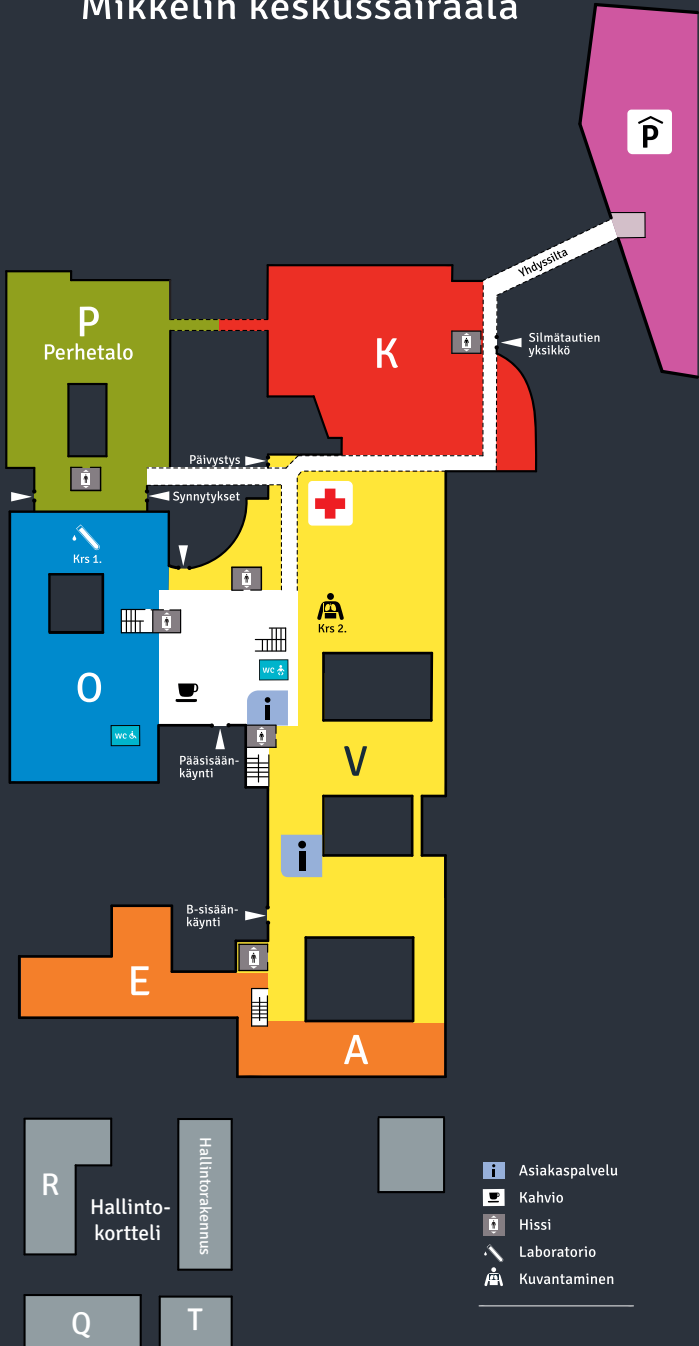 Mikkelin keskussairaala
P
Yhdyssilta
P
Perhetalo
K
Silmätautien
yksikkö
Päivystys
Synnytykset
Krs 1.
Krs 2.
WC
i
O
WC
Pääsisään-
käynti
V
i
B-sisään-
käynti
E
A
R
Hallinto-
kortteli
Hallintorakennus
Q
T
i Asiakaspalvelu
Kahvio
Hissi
Laboratorio
Kuvantaminen